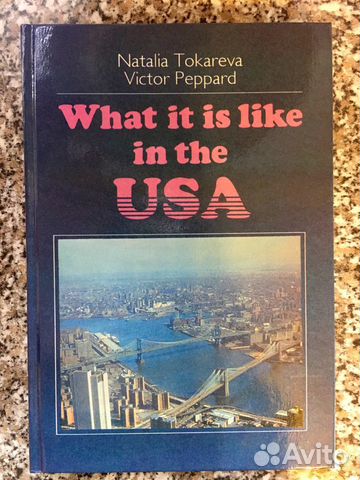 Natalia Tokareva
Victor Peppard
What it is like
in the
USA
Avito